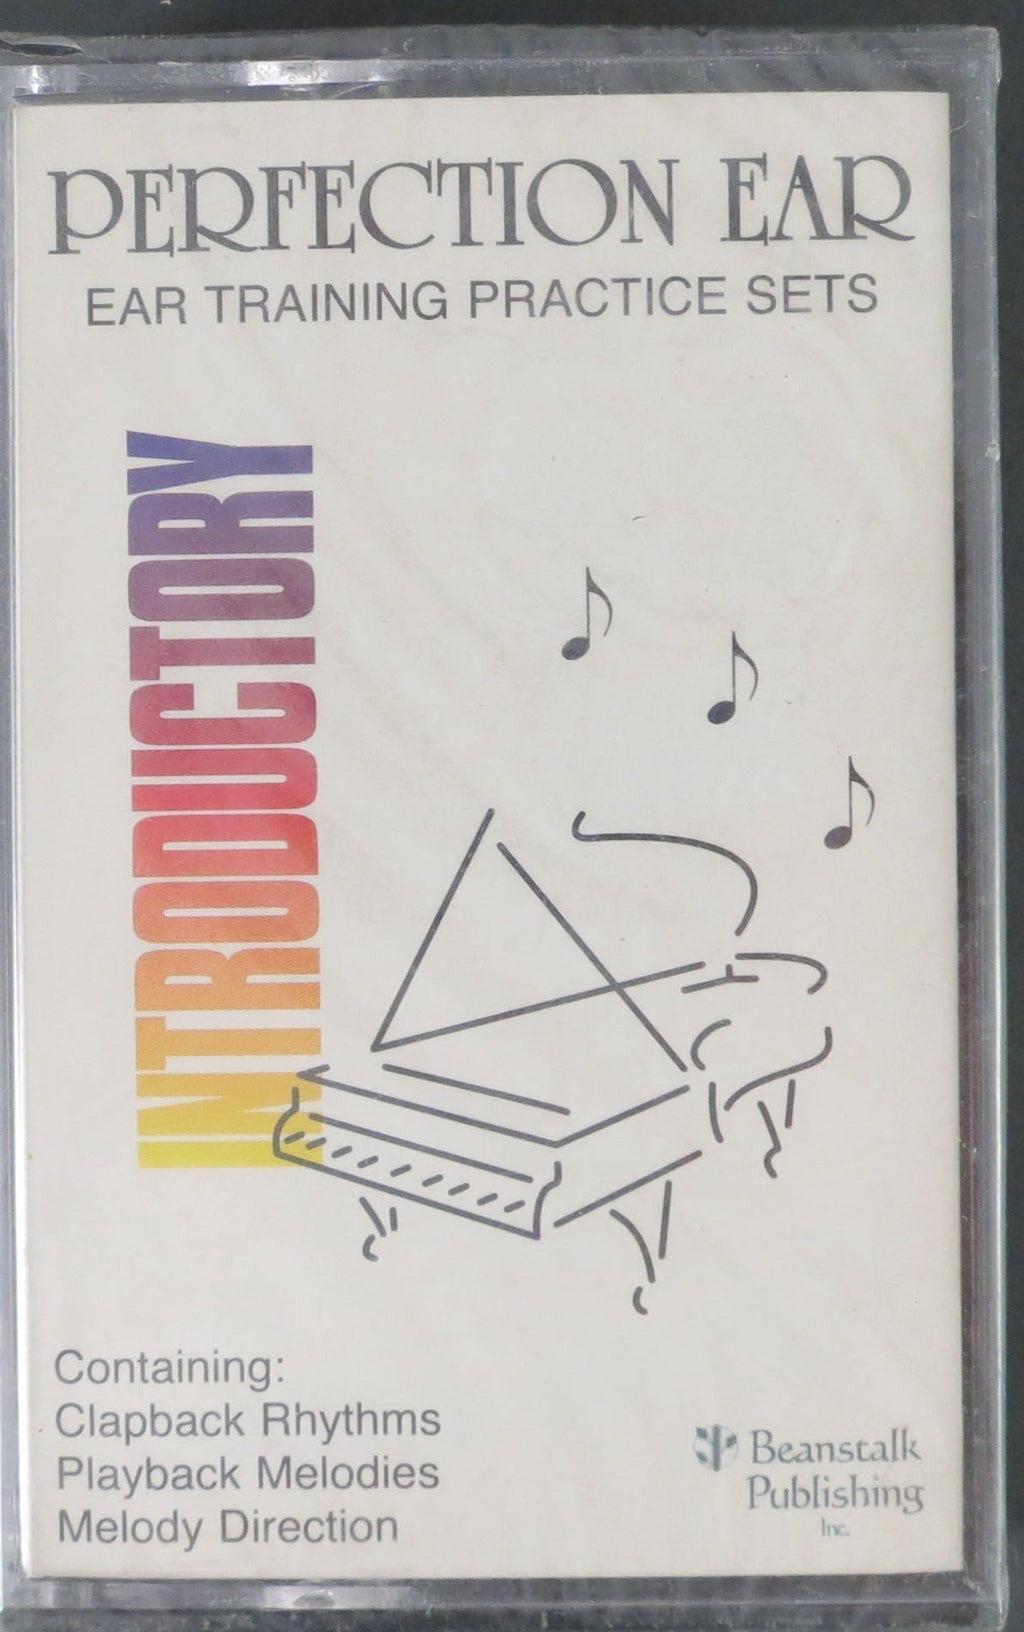 PERFECTION EAR
EAR TRAINING PRACTICE SETS
INTRODUCTORY
Containing:
Clapback Rhythms
Playback Melodies
Melody Direction
Beanstalk
Publishing
Inc.